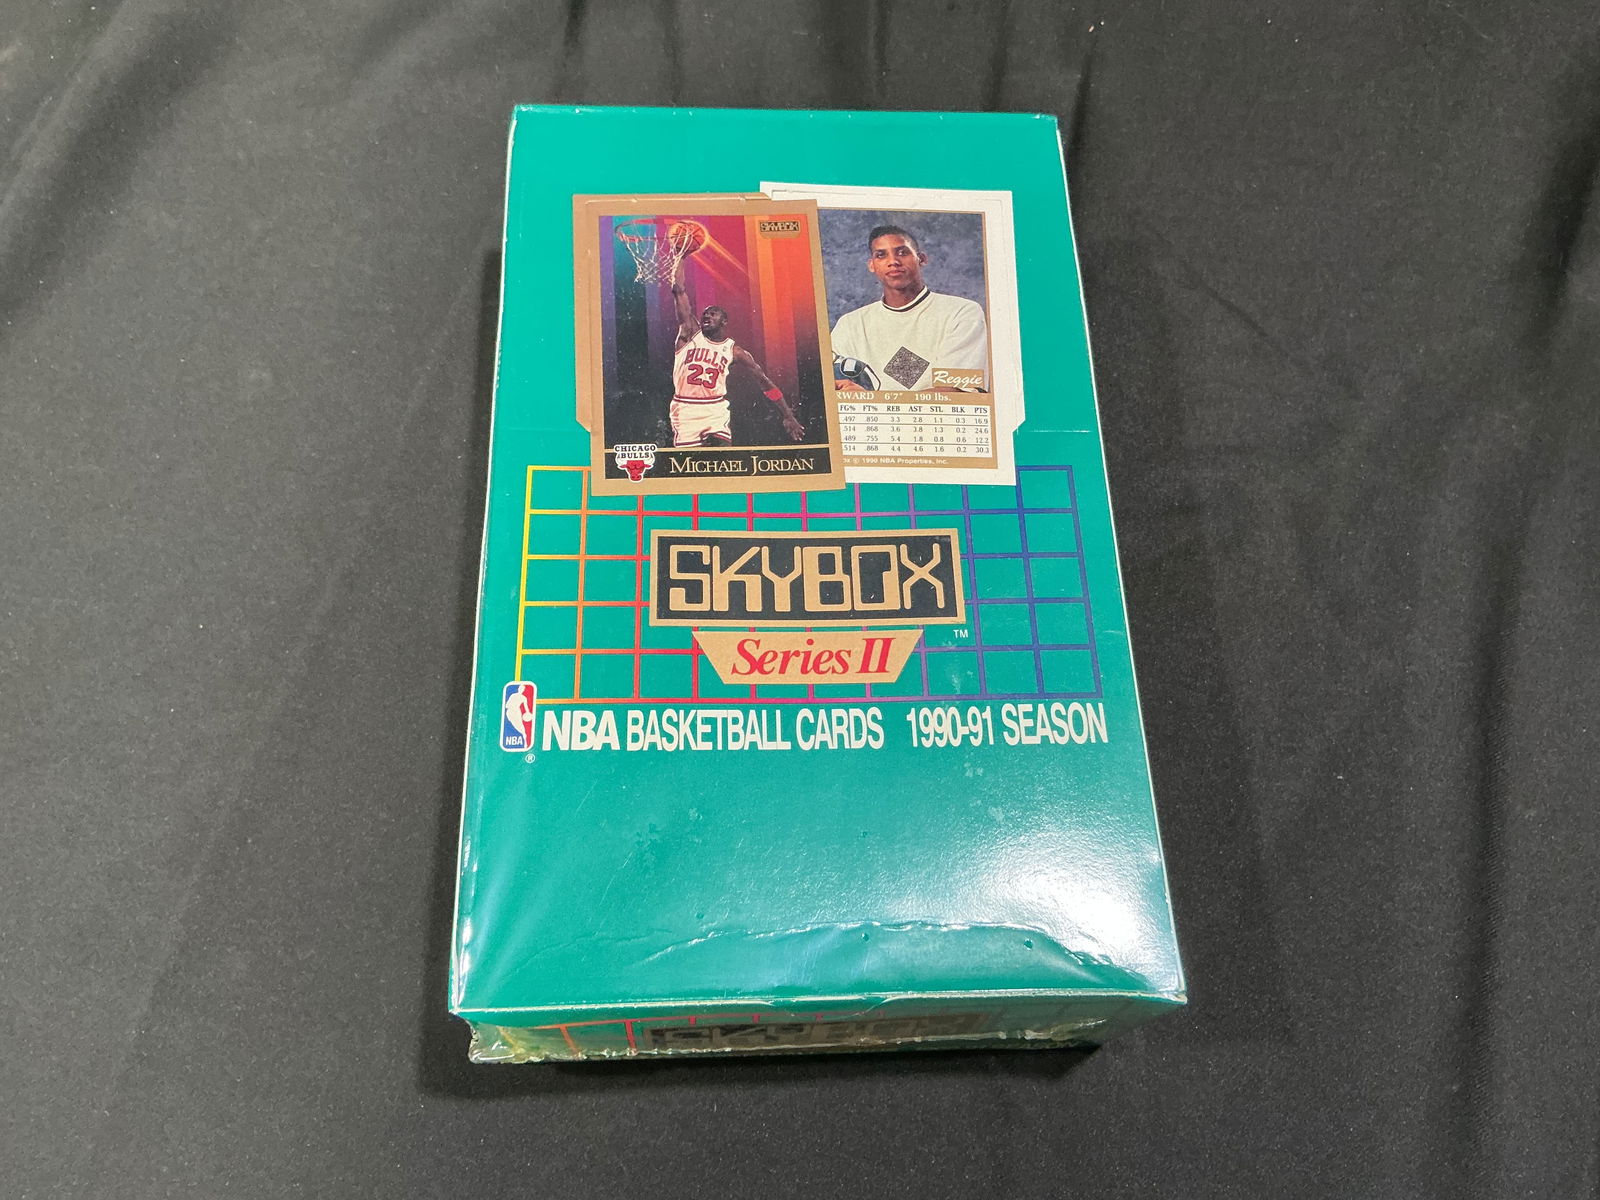 SKYBOX
BULLS
23
CHICAGO
BULLS
MICHAEL JORDAN
Reggie
RWARD 6'7" 190 lbs.
FG% FT% REB AST STL BLK PTS
.497 .850 3.3 2.8 1.1 0.3 16.9
.514 .868 3.6 3.8 1.3 0.2 24.6
.489 .755 5.4 1.8 0.8 0.6 12.2
.514 .868 4.4 4.6 1.6 0.2 30.3
ox © 1990 NBA Properties, Inc.
SKYBOX
TM
Series II
NBA
®
NBA BASKETBALL CARDS 1990-91 SEASON
SKYBOX